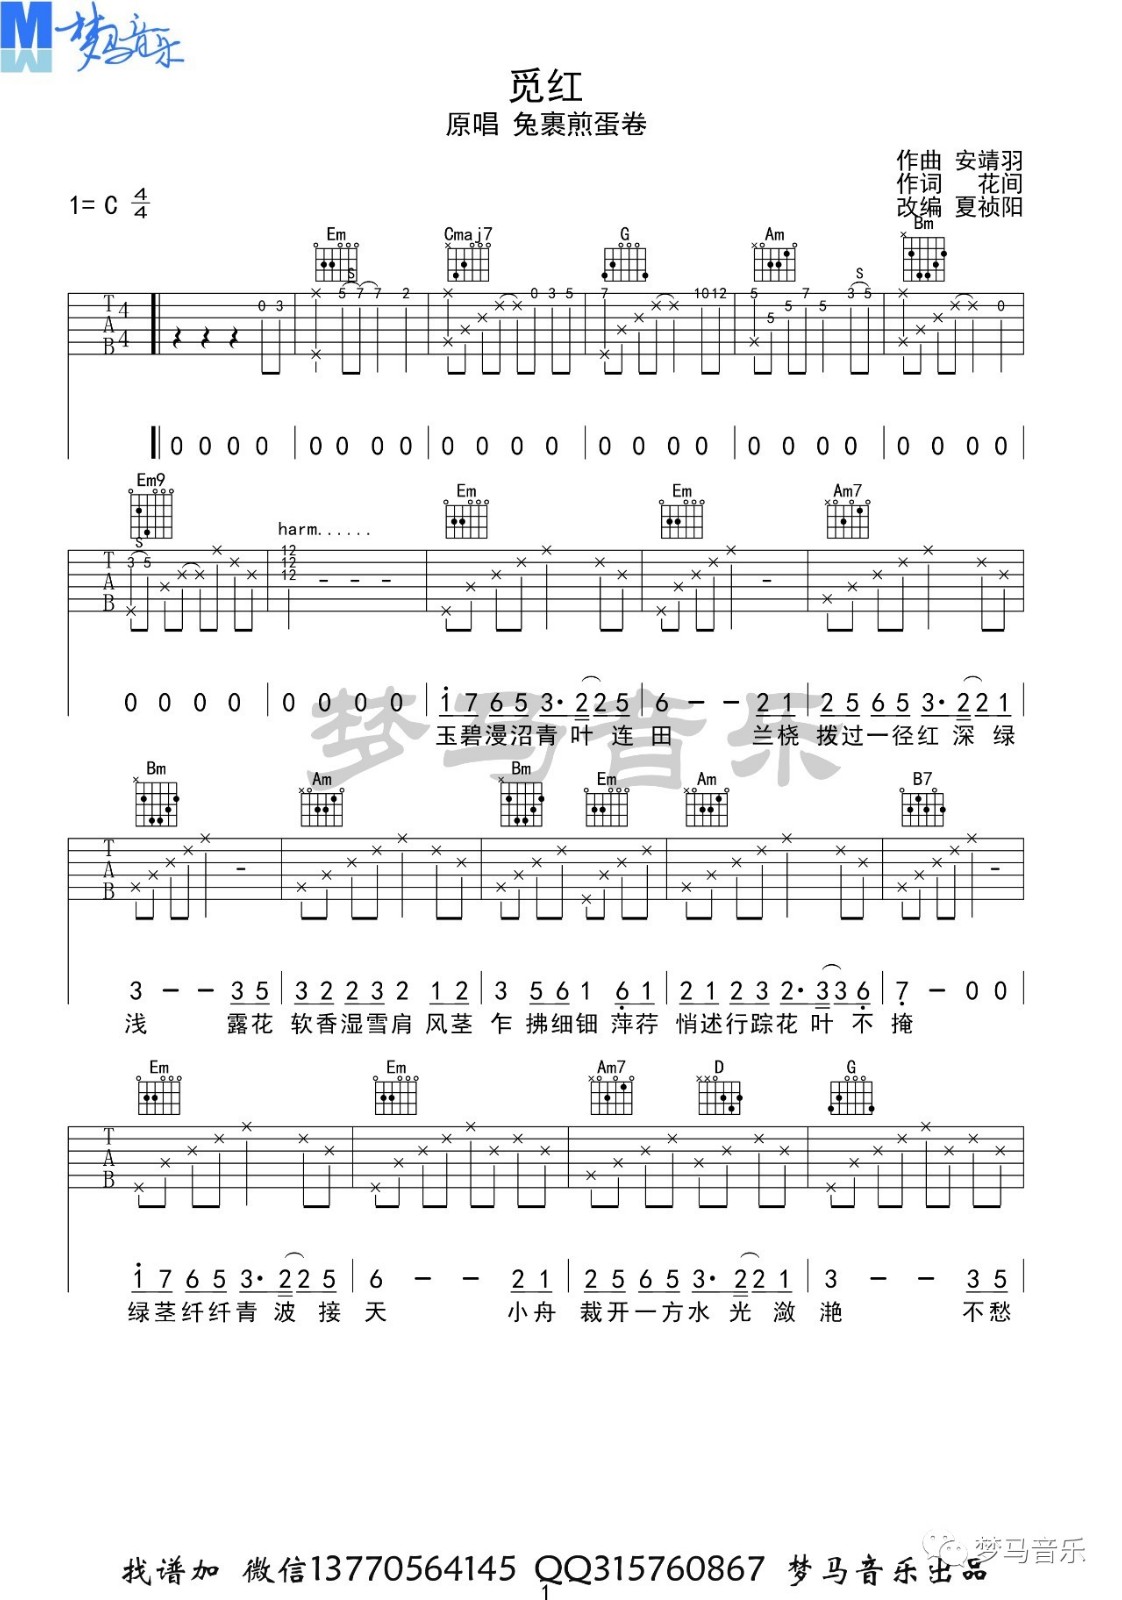 梦马音乐
觅红
原唱 兔裹煎蛋卷
作曲 安靖羽
作词 花间
改编 夏祯阳
1= C 4/4
Em Cmaj7 G Am Bm
S S
T A B 4 4 0 3 5 7 7 2 0 3 5 7 10 12 5 5 5 7 5 3 5 0
0 0 0 0 0 0 0 0 0 0 0 0 0 0 0 0 0 0 0 0 0 0 0 0
Em9 Em Em Am7
S harm......
T A B 3 5 12 12 12 - - - -
0 0 0 0 0 0 0 0 1 7 6 5 3· 2 2 5 6 - - 2 1 2 5 6 5 3· 2 2 1
玉碧漫沼青叶连田 兰桡 拨过一径红深绿
梦马音乐
Bm Am Bm Em Am B7
T A B - -
3 - - 3 5 3 2 2 3 2 1 2 3 5 6 1 6 1 2 1 2 3 2· 3 3 6 7 - 0 0
浅 露花 软香湿雪肩 风茎 乍 拂细钿 萍荇 悄述行踪花叶不掩
Em Em Am7 D G
T A B
1 7 6 5 3· 2 2 5 6 - - 2 1 2 5 6 5 3· 2 2 1 3 - - 3 5
绿茎纤纤青波接天 小舟 裁开一方水光潋滟 不愁
梦马音乐
找谱加 微信13770564145 QQ315760867 梦马音乐出品
1